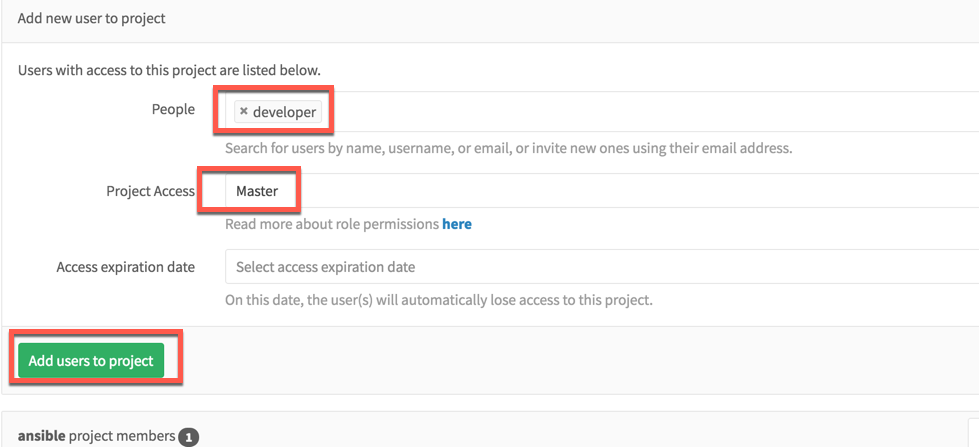 Add new user to project
Users with access to this project are listed below.
People
× developer
Search for users by name, username, or email, or invite new ones using their email address.
Project Access
Master
Read more about role permissions here
Access expiration date
Select access expiration date
On this date, the user(s) will automatically lose access to this project.
Add users to project
ansible project members 1